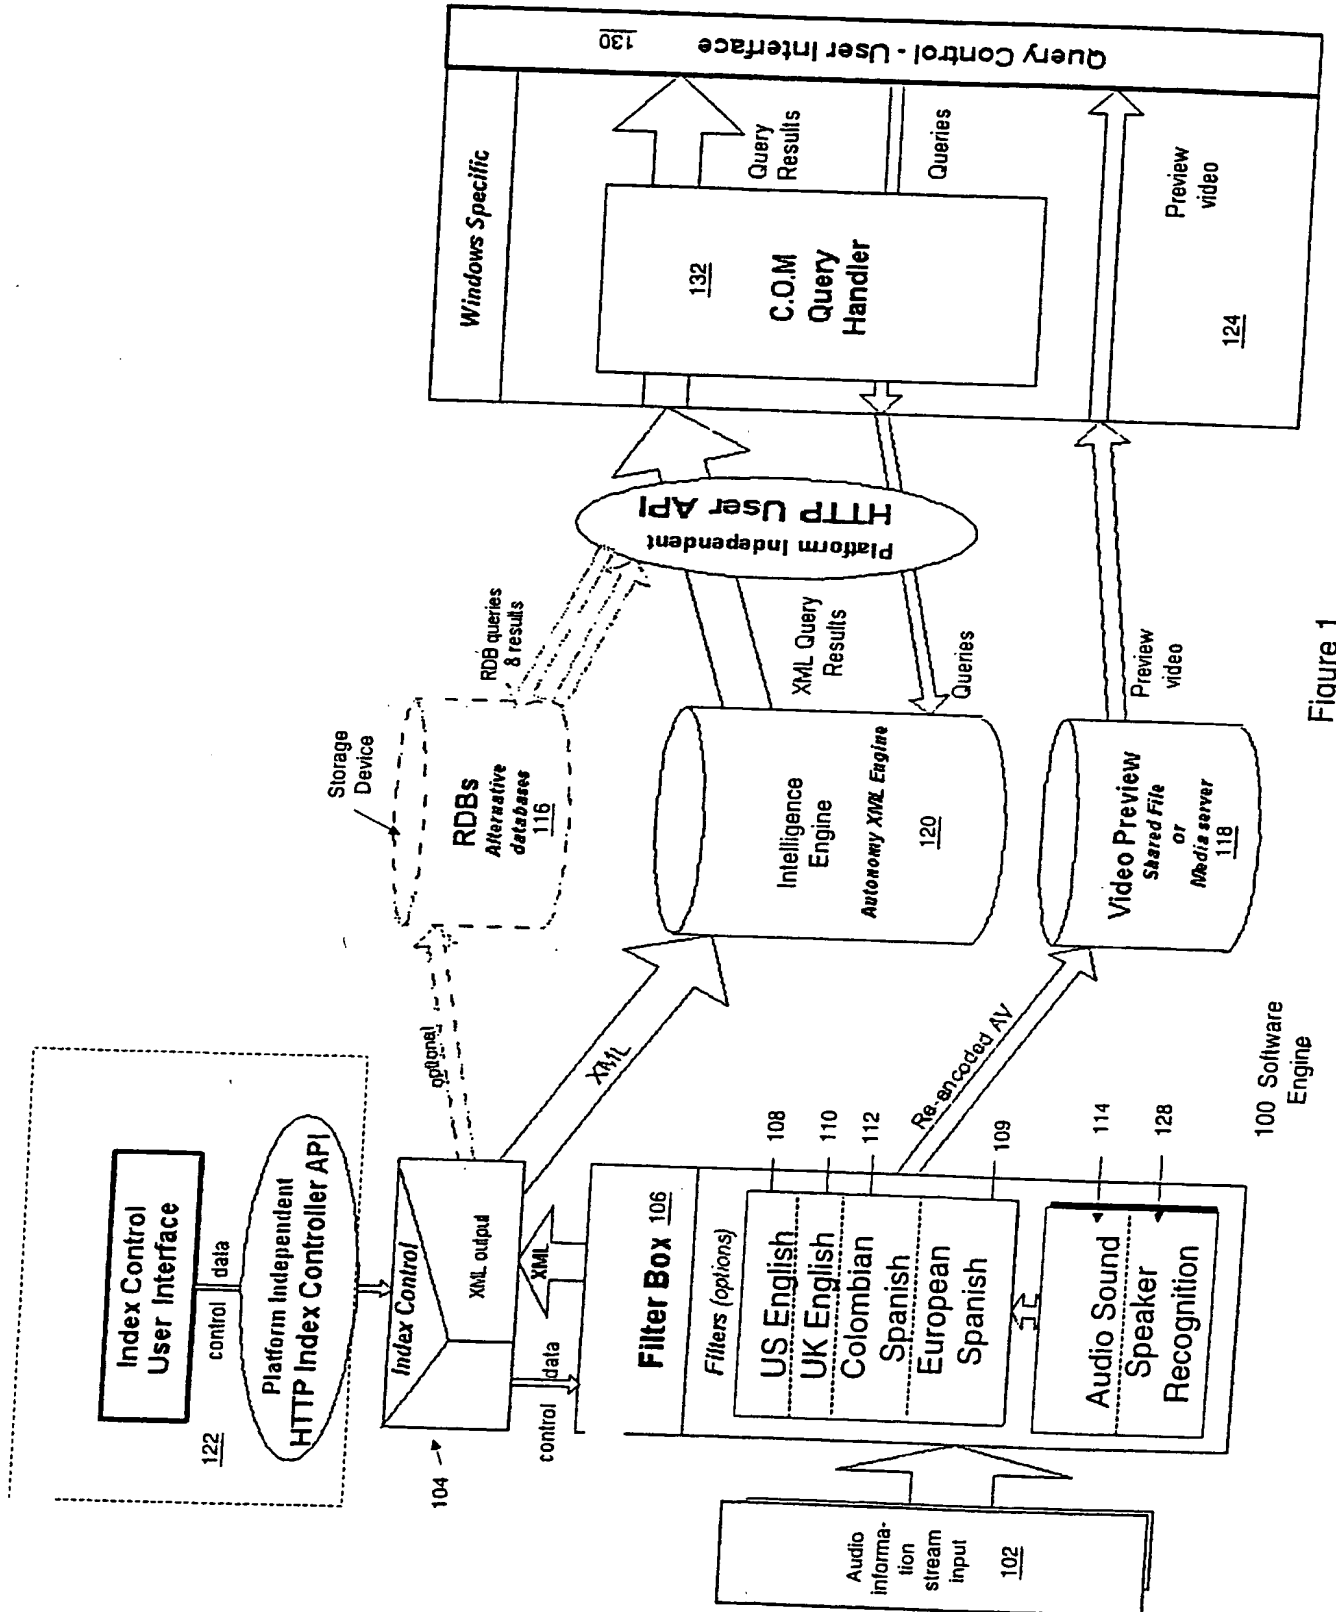 Index Control
User Interface
control
data
122
Platform Independent
HTTP Index Controller API
104
Index Control
XML output
optional
XML
Storage
Device
RDBs
Alternative
databases
116
RDB queries
& results
control
data
XML
Filter Box 106
Filters (options)
US English
UK English
Colombian
Spanish
European
Spanish
108
110
112
109
Audio Sound
Speaker
Recognition
114
128
Audio
informa-
tion
stream
input
102
Re-encoded AV
100 Software
Engine
Intelligence
Engine
Autonomy XML Engine
120
XML Query
Results
Queries
Video Preview
Shared File
or
Media server
118
Preview
video
Platform Independent
HTTP User API
Windows Specific
132
C.O.M
Query
Handler
Query
Results
Queries
Preview
video
124
Query Control - User Interface
130
Figure 1